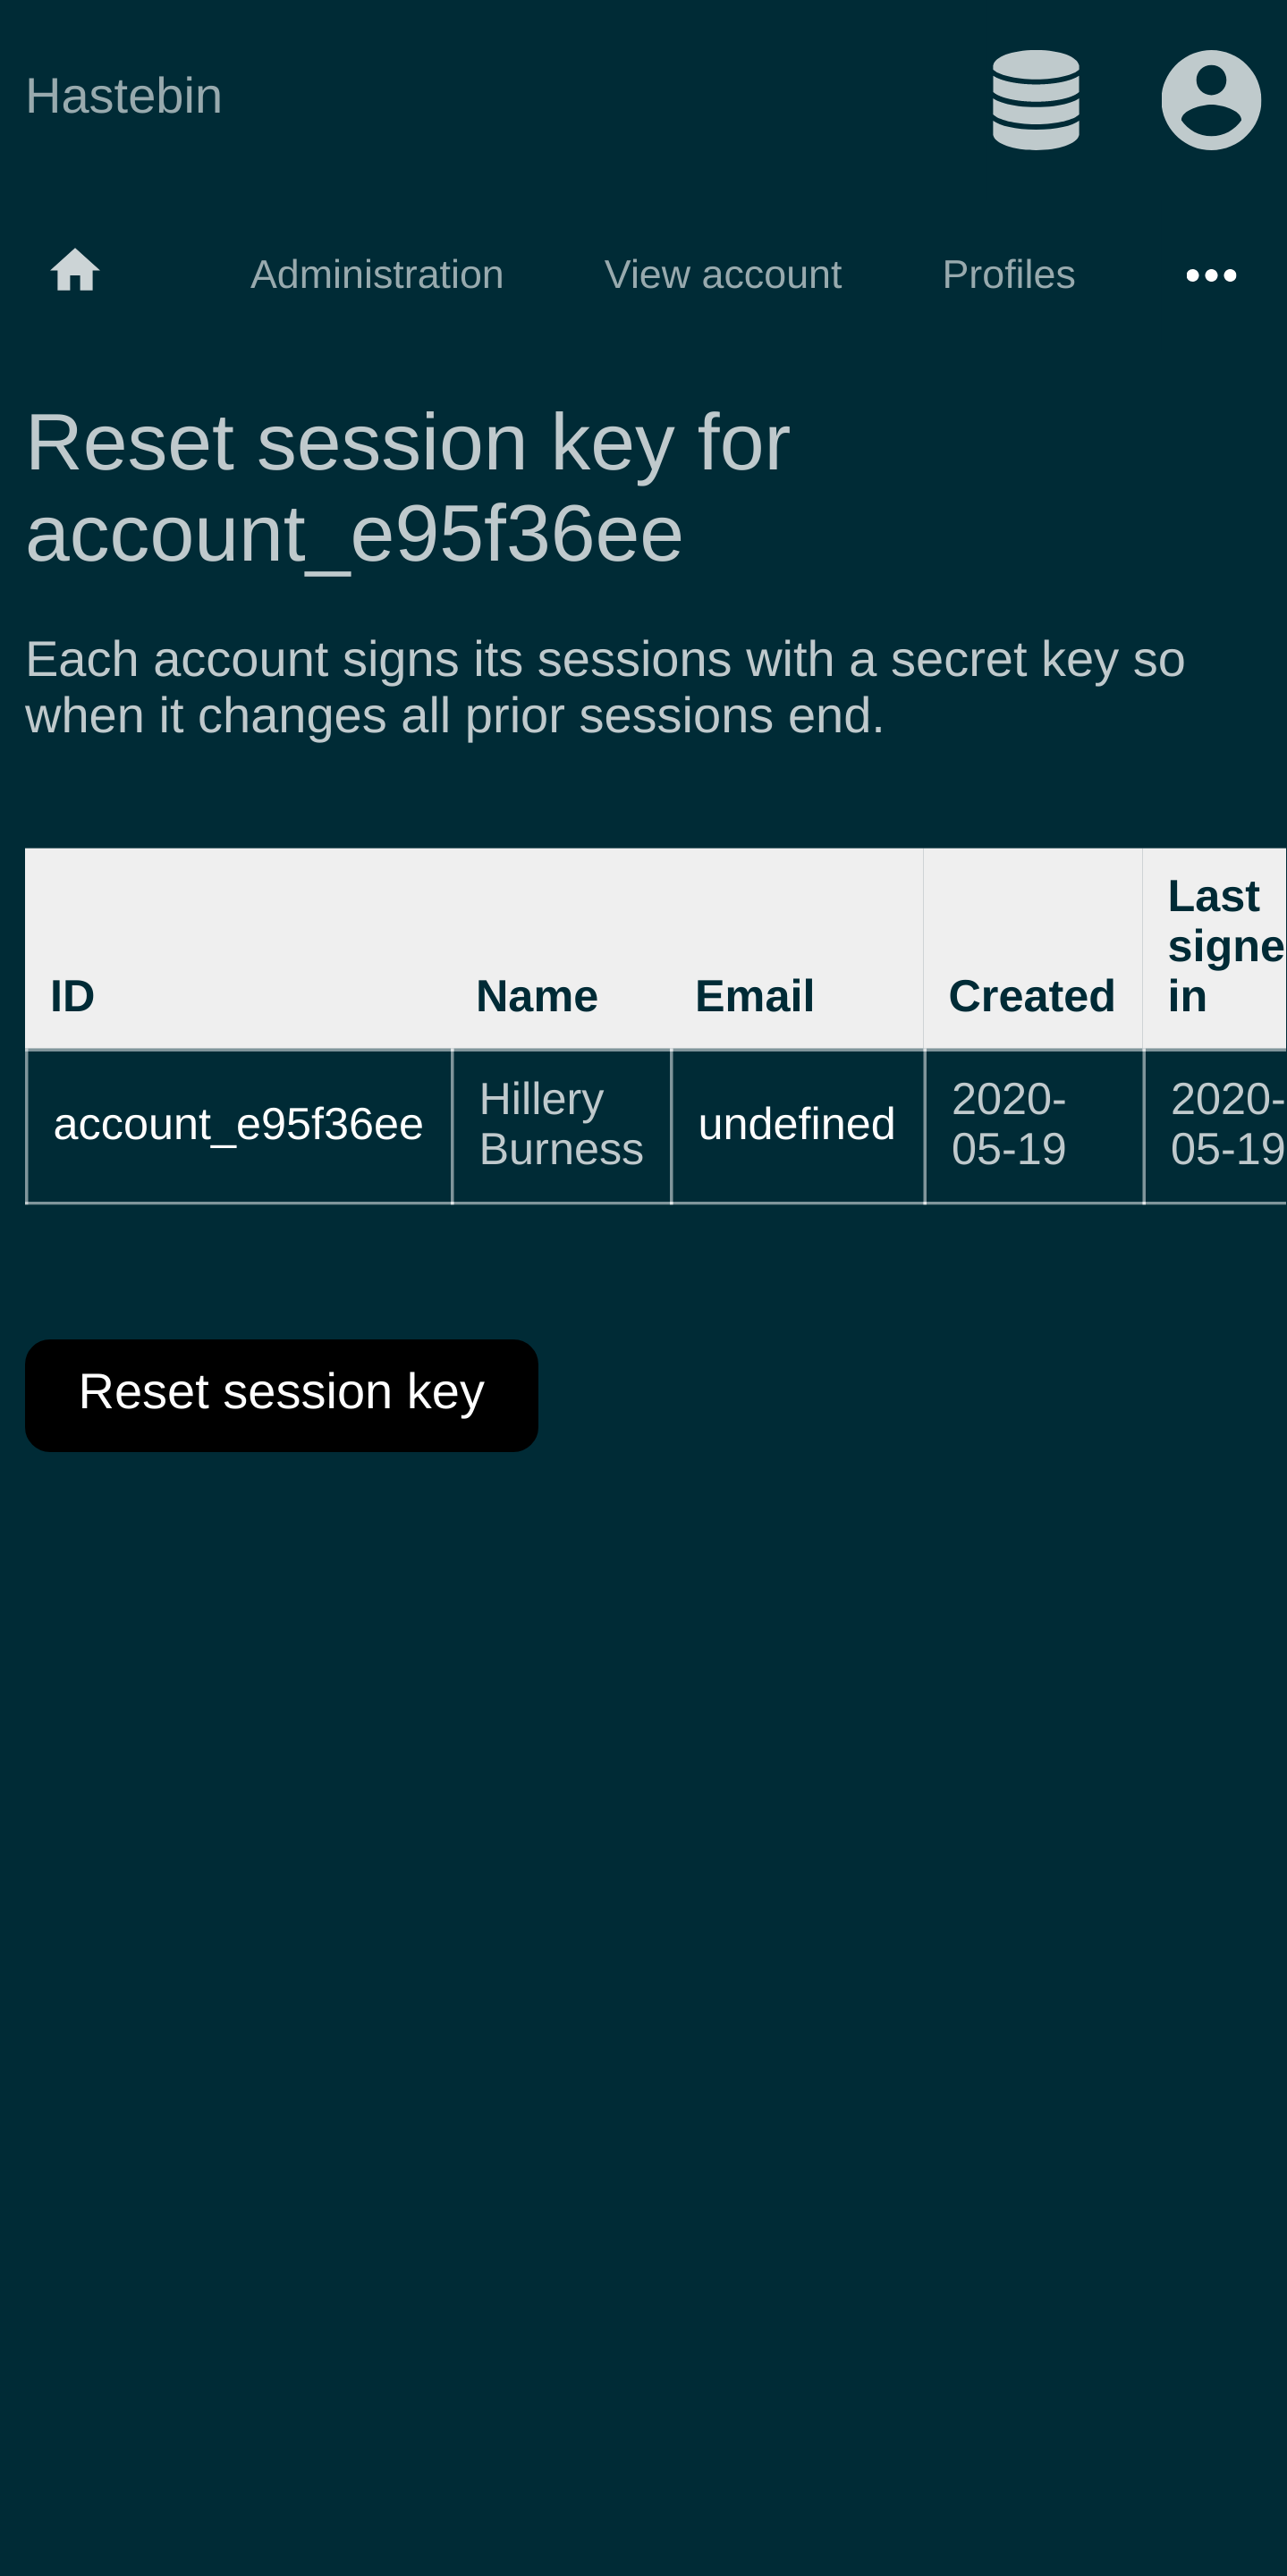 Hastebin
Administration View account Profiles
Reset session key for
account_e95f36ee
Each account signs its sessions with a secret key so
when it changes all prior sessions end.
Last
signe
ID Name Email Created in
Hillery 2020- 2020-
account_e95f36ee undefined
Burness 05-19 05-19
Reset session key